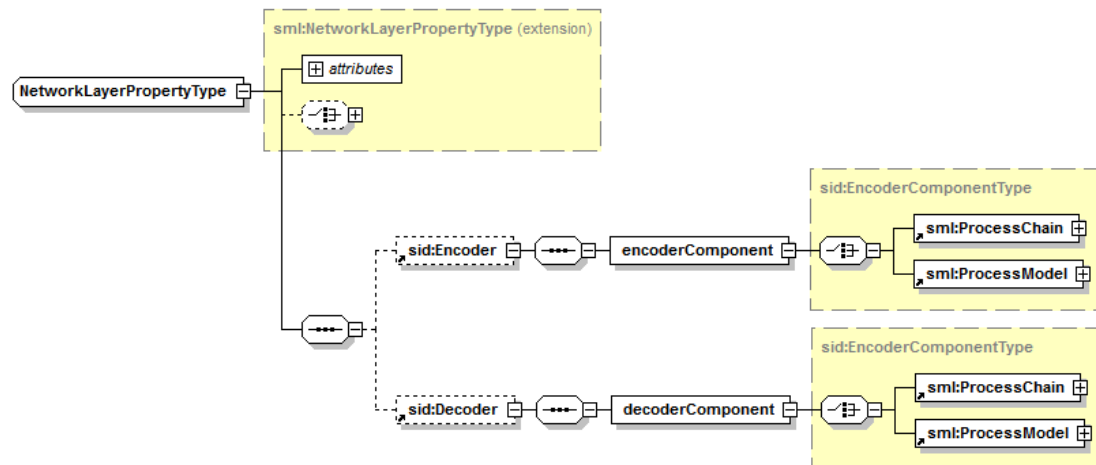 sml:NetworkLayerPropertyType (extension)
attributes
NetworkLayerPropertyType
sid:EncoderComponentType
sml:ProcessChain
sid:Encoder
encoderComponent
sml:ProcessModel
sid:EncoderComponentType
sml:ProcessChain
sid:Decoder
decoderComponent
sml:ProcessModel